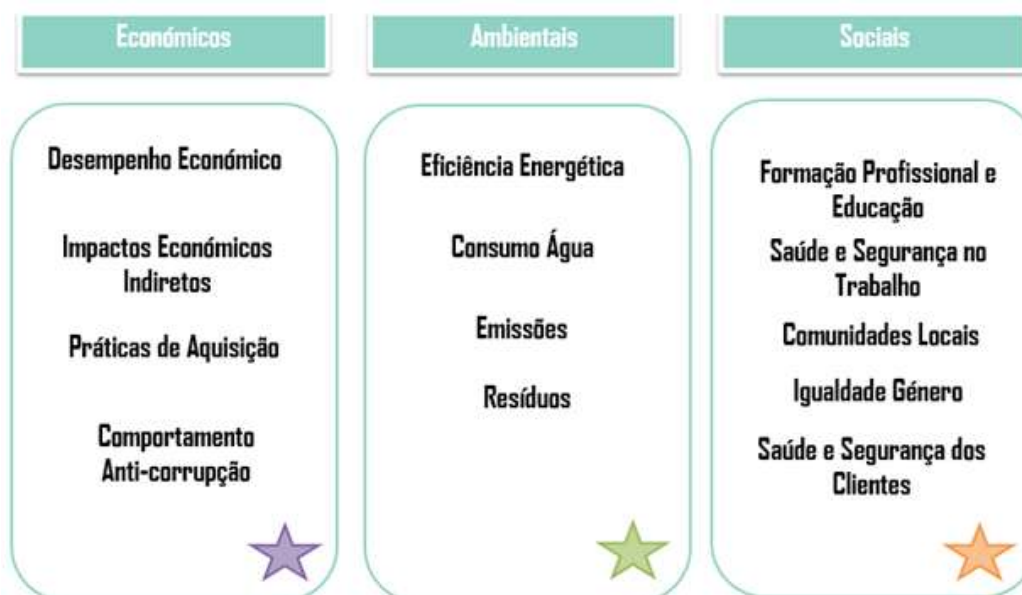 Económicos
Desempenho Económico
Impactos Económicos
Indiretos
Práticas de Aquisição
Comportamento
Anti-corrupção
Ambientais
Eficiência Energética
Consumo Água
Emissões
Resíduos
Sociais
Formação Profissional e
Educação
Saúde e Segurança no
Trabalho
Comunidades Locais
Igualdade Género
Saúde e Segurança dos
Clientes